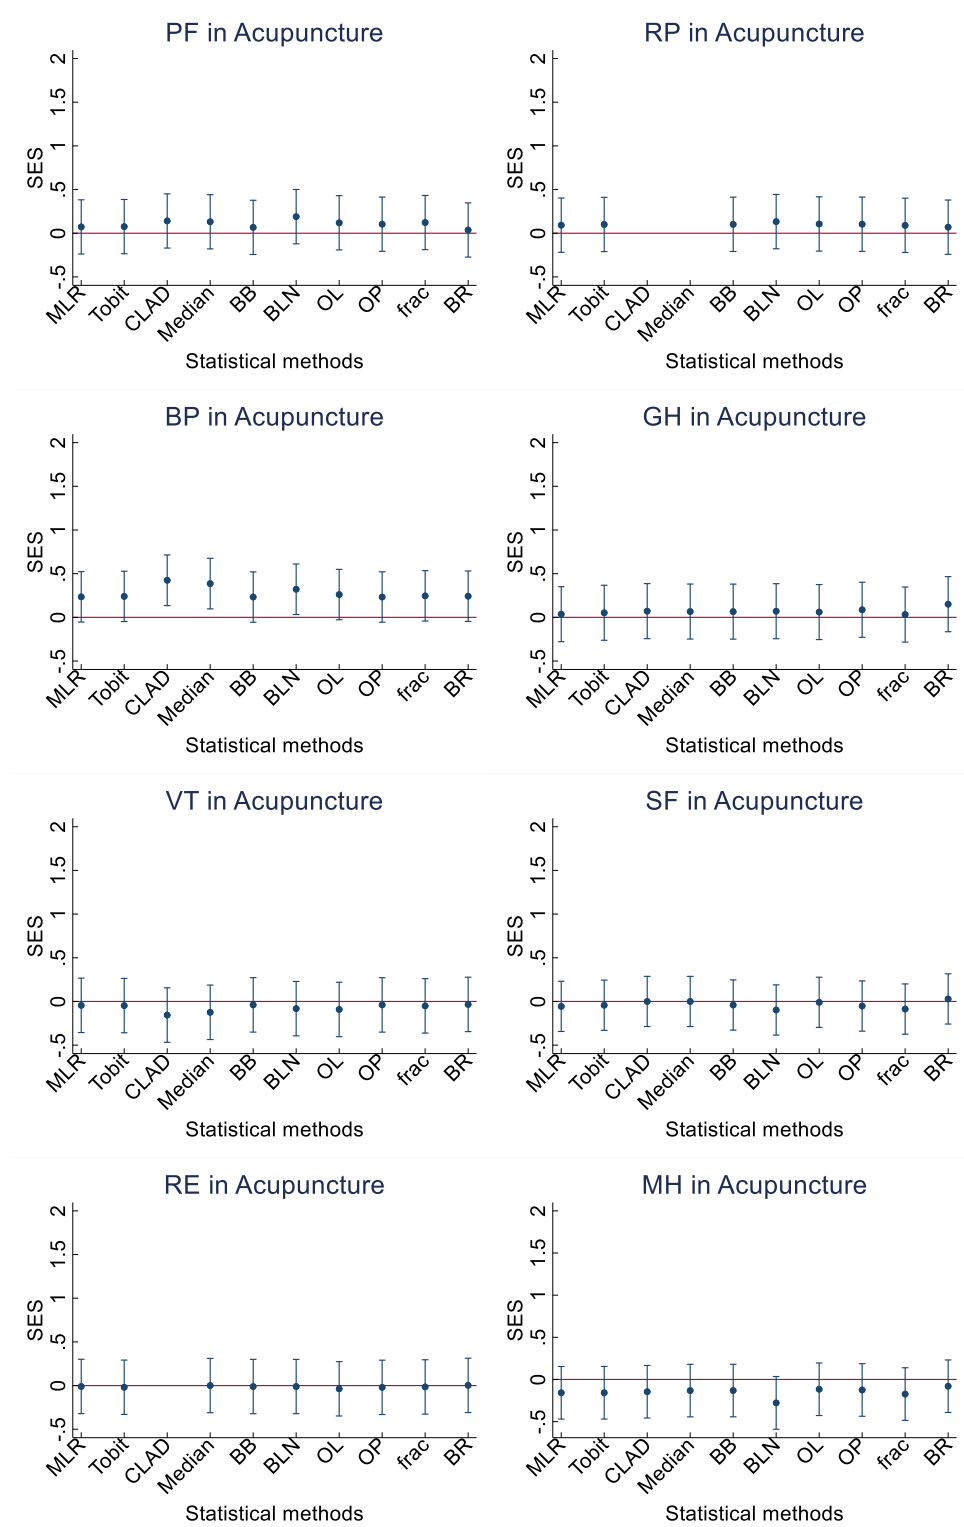 PF in Acupuncture
SES
2
1.5
1
.5
0
-.5
MLR
Tobit
CLAD
Median
BB
BLN
OL
OP
frac
BR
Statistical methods
RP in Acupuncture
SES
2
1.5
1
.5
0
-.5
MLR
Tobit
CLAD
Median
BB
BLN
OL
OP
frac
BR
Statistical methods
BP in Acupuncture
SES
2
1.5
1
.5
0
-.5
MLR
Tobit
CLAD
Median
BB
BLN
OL
OP
frac
BR
Statistical methods
GH in Acupuncture
SES
2
1.5
1
.5
0
-.5
MLR
Tobit
CLAD
Median
BB
BLN
OL
OP
frac
BR
Statistical methods
VT in Acupuncture
SES
2
1.5
1
.5
0
-.5
MLR
Tobit
CLAD
Median
BB
BLN
OL
OP
frac
BR
Statistical methods
SF in Acupuncture
SES
2
1.5
1
.5
0
-.5
MLR
Tobit
CLAD
Median
BB
BLN
OL
OP
frac
BR
Statistical methods
RE in Acupuncture
SES
2
1.5
1
.5
0
-.5
MLR
Tobit
CLAD
Median
BB
BLN
OL
OP
frac
BR
Statistical methods
MH in Acupuncture
SES
2
1.5
1
.5
0
-.5
MLR
Tobit
CLAD
Median
BB
BLN
OL
OP
frac
BR
Statistical methods